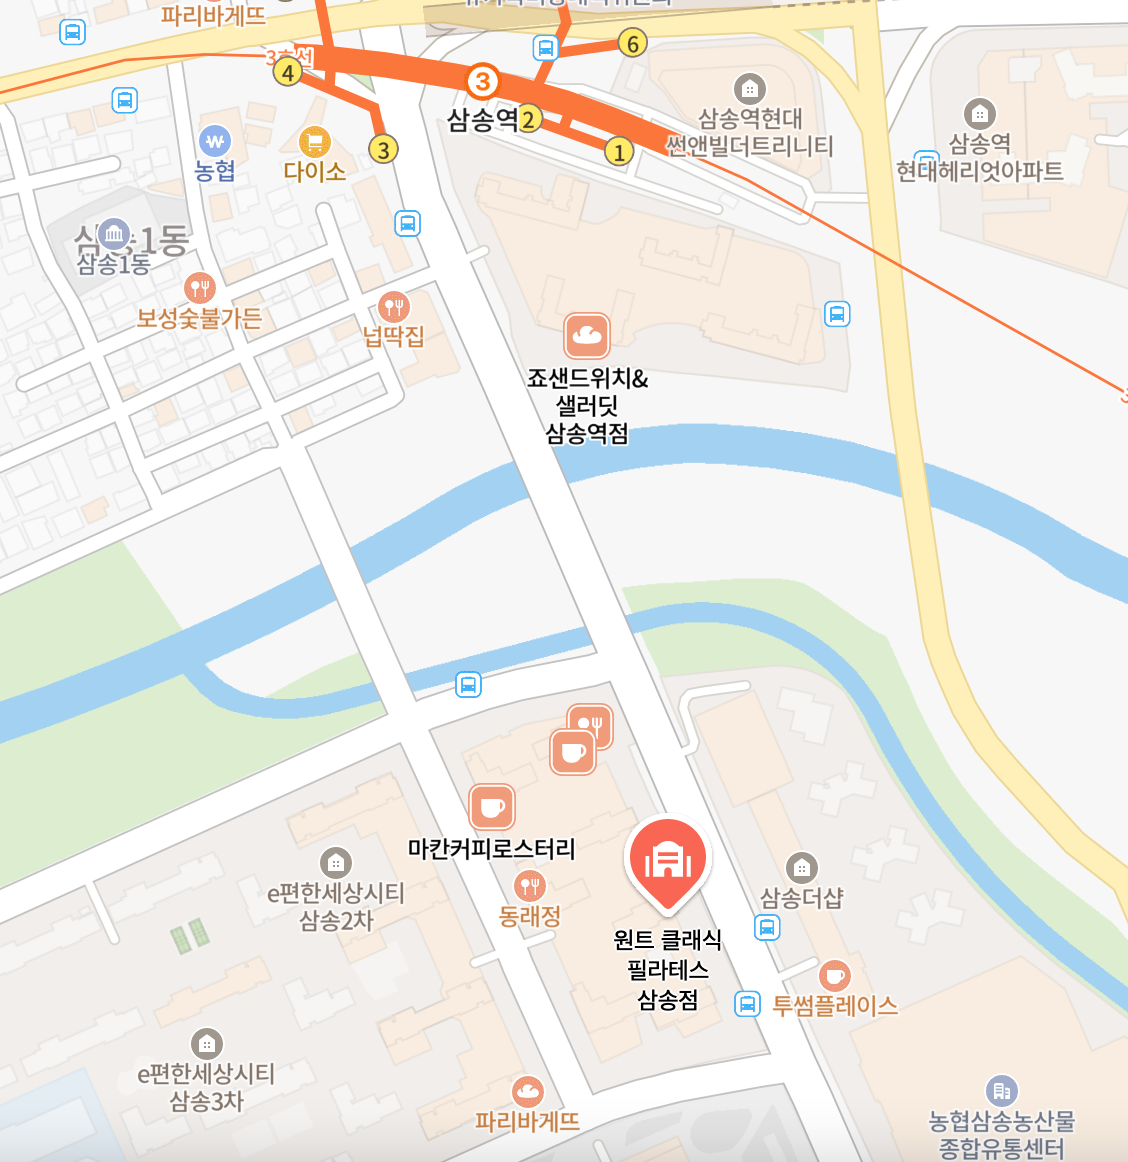 파리바게뜨
3호선
4
3
삼송역
2
1
6
3
삼송역현대
썬앤빌더트리니티
삼송역
현대헤리엇아파트
농협
다이소
삼송1동
삼송1동
보성숯불가든
넙딱집
죠샌드위치&
샐러딧
삼송역점
마칸커피로스터리
e편한세상시티
삼송2차
동래정
원트 클래식
필라테스
삼송점
삼송더샵
투썸플레이스
e편한세상시티
삼송3차
파리바게뜨
농협삼송농산물
종합유통센터